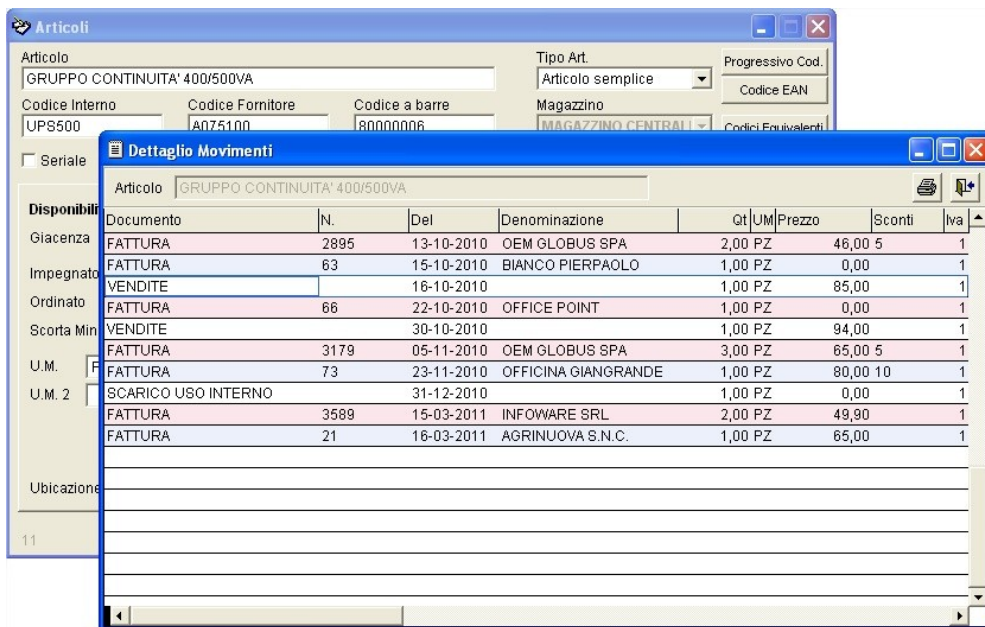 Articoli
Articolo Tipo Art. Progressivo Cod.
GRUPPO CONTINUITA' 400/500VA Articolo semplice Codice EAN
Codice Interno Codice Fornitore Codice a barre Magazzino
UPS500 A075100 80000006 MAGAZZINO CENTRALI Codici Equivalenti
Seriale
Dettaglio Movimenti
Articolo GRUPPO CONTINUITA' 400/500VA
Disponibili
Giacenza
Impegnato
Ordinato
Scorta Min
U.M.
U.M. 2
Ubicazione
11
Documento N. Del Denominazione Qt UM Prezzo Sconti Iva
FATTURA 2895 13-10-2010 OEM GLOBUS SPA 2,00 PZ 46,00 5 1
FATTURA 63 15-10-2010 BIANCO PIERPAOLO 1,00 PZ 0,00 1
VENDITE 16-10-2010 1,00 PZ 85,00 1
FATTURA 66 22-10-2010 OFFICE POINT 1,00 PZ 0,00 1
VENDITE 30-10-2010 1,00 PZ 94,00 1
FATTURA 3179 05-11-2010 OEM GLOBUS SPA 3,00 PZ 65,00 5 1
FATTURA 73 23-11-2010 OFFICINA GIANGRANDE 1,00 PZ 80,00 10 1
SCARICO USO INTERNO 31-12-2010 1,00 PZ 0,00 1
FATTURA 3589 15-03-2011 INFOWARE SRL 2,00 PZ 49,90 1
FATTURA 21 16-03-2011 AGRINUOVA S.N.C. 1,00 PZ 65,00 1